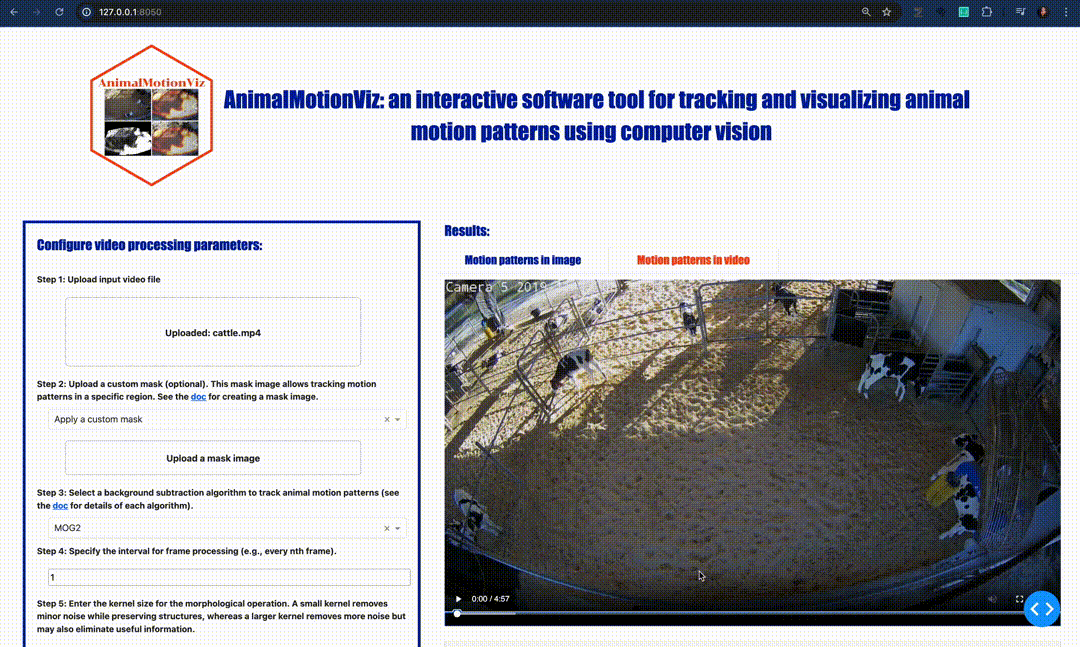 127.0.0.1:8050
AnimalMotionViz
AnimalMotionViz: an interactive software tool for tracking and visualizing animal
motion patterns using computer vision
Configure video processing parameters:
Step 1: Upload input video file
Uploaded: cattle.mp4
Step 2: Upload a custom mask (optional). This mask image allows tracking motion
patterns in a specific region. See the doc for creating a mask image.
Apply a custom mask
Upload a mask image
Step 3: Select a background subtraction algorithm to track animal motion patterns (see
the doc for details of each algorithm).
MOG2
Step 4: Specify the interval for frame processing (e.g., every nth frame).
1
Step 5: Enter the kernel size for the morphological operation. A small kernel removes
minor noise while preserving structures, whereas a larger kernel removes more noise but
may also eliminate useful information.
Results:
Motion patterns in image
Motion patterns in video
Camera 5 2019
0:00 / 4:57